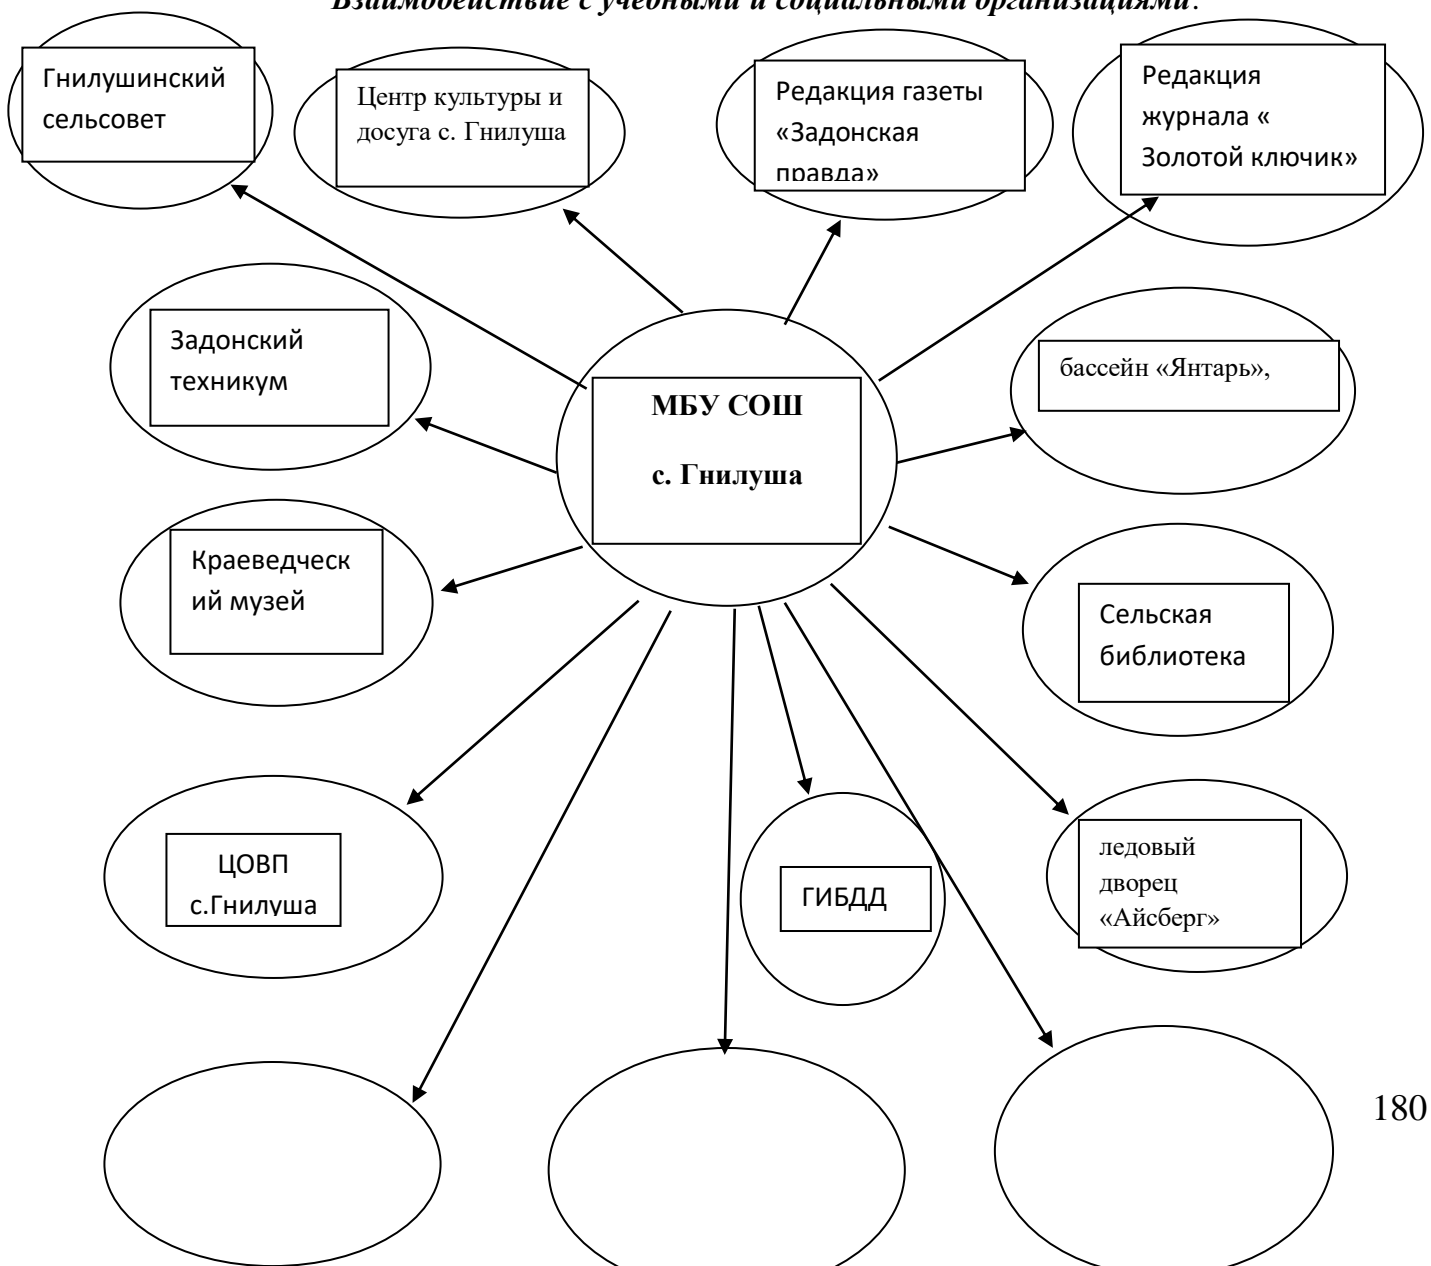 Взаимодействие с учебными и социальными организациями.
Гнилушинский
сельсовет
Центр культуры и
досуга с. Гнилуша
Редакция газеты
«Задонская
правда»
Редакция
журнала «
Золотой ключик»
Задонский
техникум
МБУ СОШ
с. Гнилуша
бассейн «Янтарь»,
Краеведческ
ий музей
Сельская
библиотека
ЦОВП
с.Гнилуша
ГИБДД
ледовый
дворец
«Айсберг»
180